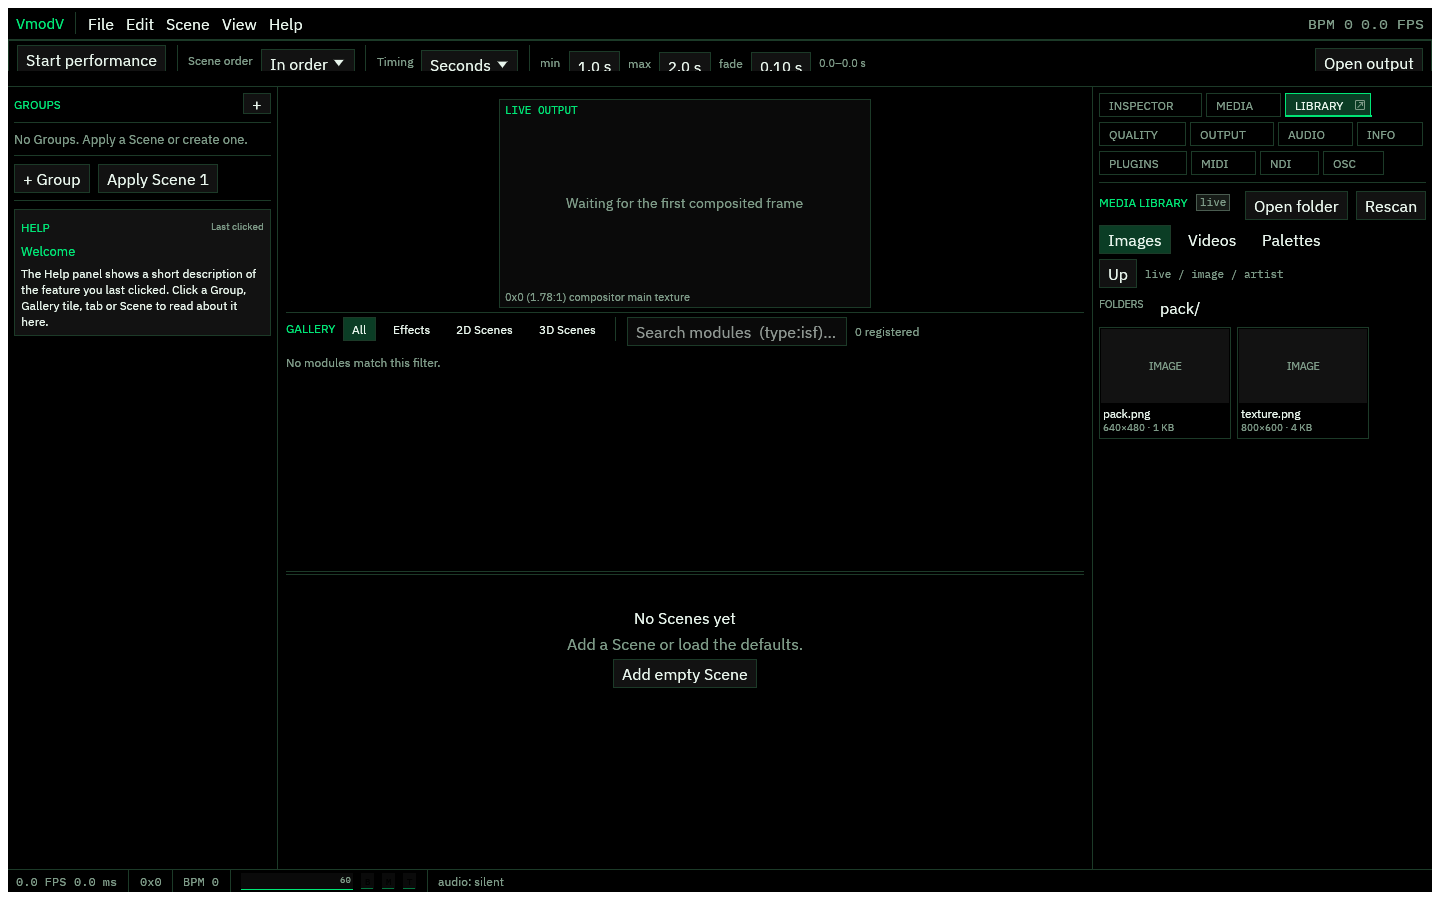 VmodV File Edit Scene View Help BPM 0 0.0 FPS
Start performance Scene order In order Timing Seconds min 1.0 s max 2.0 s fade 0.10 s 0.0–0.0 s Open output
GROUPS +
No Groups. Apply a Scene or create one.
+ Group Apply Scene 1
HELP Last clicked
Welcome
The Help panel shows a short description of
the feature you last clicked. Click a Group,
Gallery tile, tab or Scene to read about it
here.
LIVE OUTPUT
Waiting for the first composited frame
0x0 (1.78:1) compositor main texture
GALLERY All Effects 2D Scenes 3D Scenes Search modules (type:isf)... 0 registered
No modules match this filter.
No Scenes yet
Add a Scene or load the defaults.
Add empty Scene
INSPECTOR MEDIA LIBRARY
QUALITY OUTPUT AUDIO INFO
PLUGINS MIDI NDI OSC
MEDIA LIBRARY live Open folder Rescan
Images Videos Palettes
Up live / image / artist
FOLDERS pack/
IMAGE IMAGE
pack.png texture.png
640×480 · 1 KB 800×600 · 4 KB
0.0 FPS 0.0 ms 0x0 BPM 0 60 audio: silent